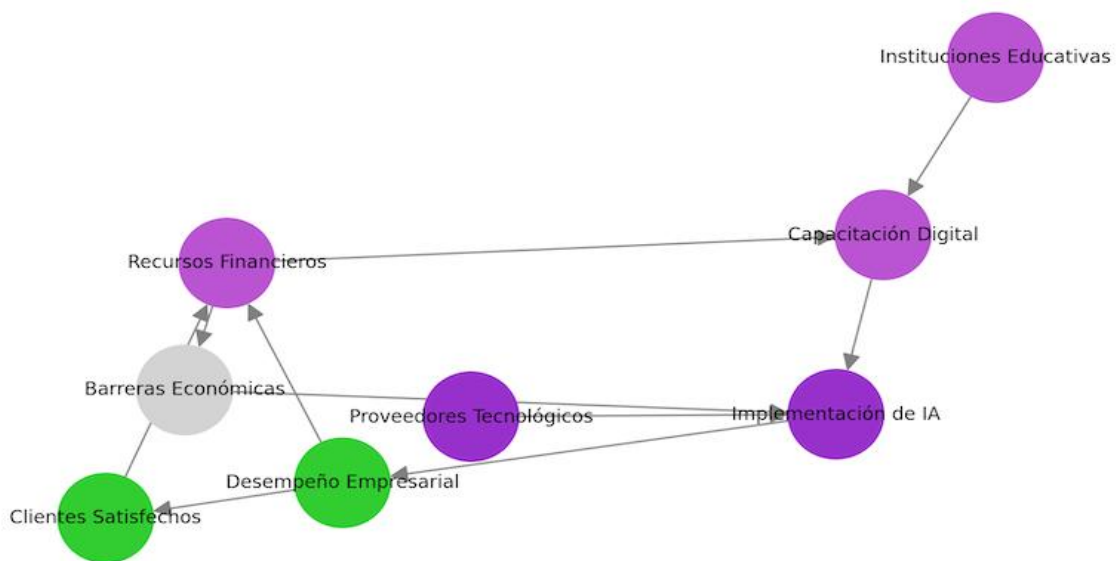 Instituciones Educativas
Capacitación Digital
Recursos Financieros
Barreras Económicas
Proveedores Tecnológicos
Implementación de IA
Desempeño Empresarial
Clientes Satisfechos